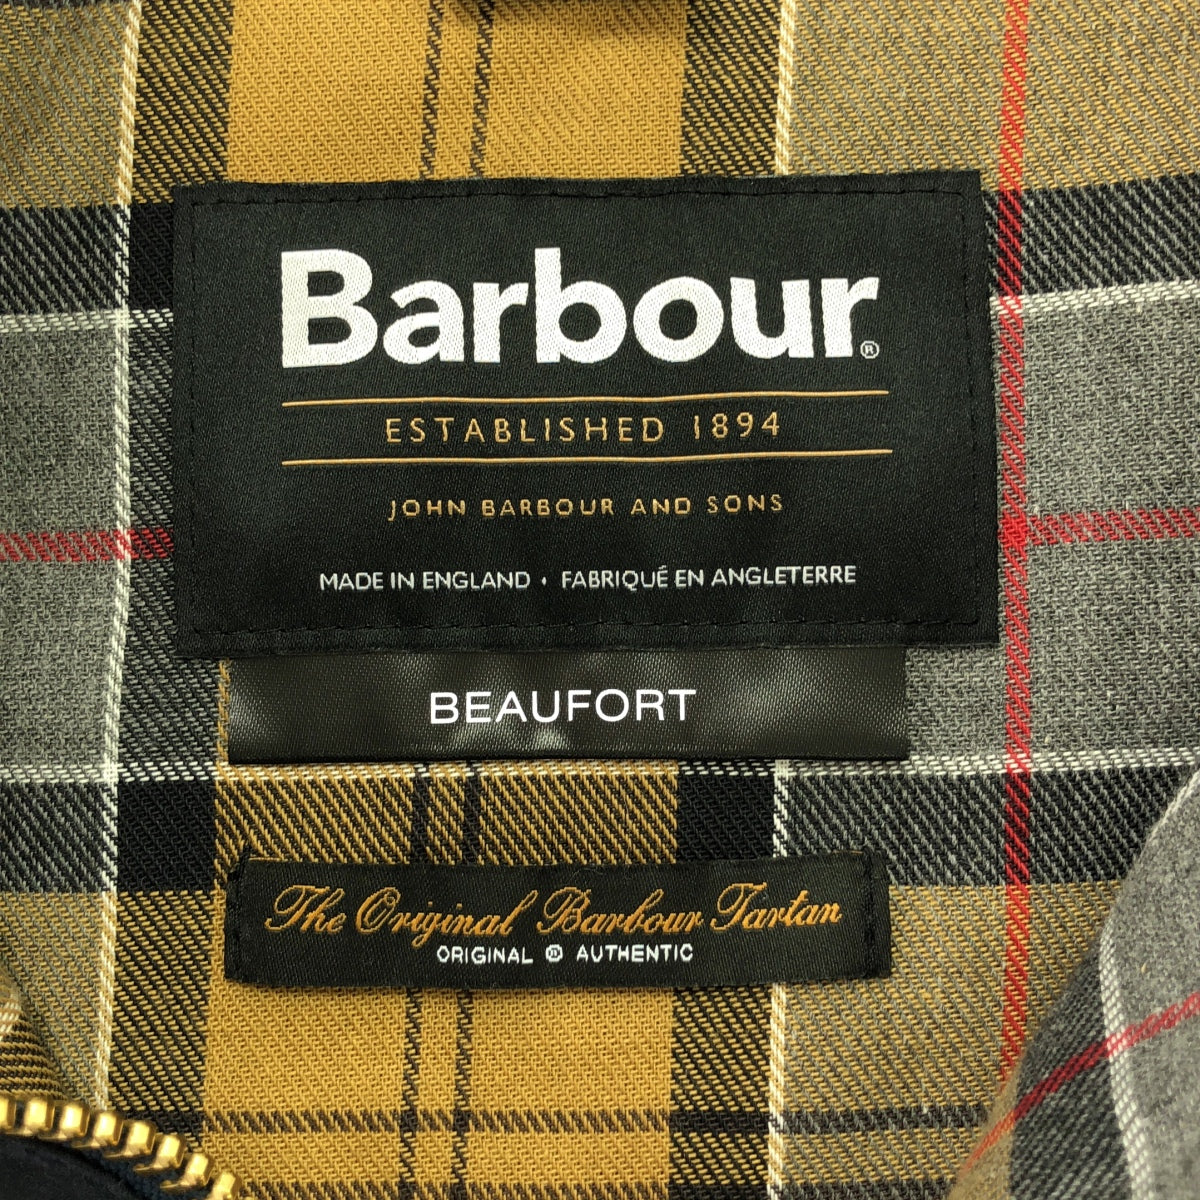 Barbour®
ESTABLISHED 1894
JOHN BARBOUR AND SONS
MADE IN ENGLAND · FABRIQUÉ EN ANGLETERRE
BEAUFORT
The Original Barbour Tartan
ORIGINAL ® AUTHENTIC